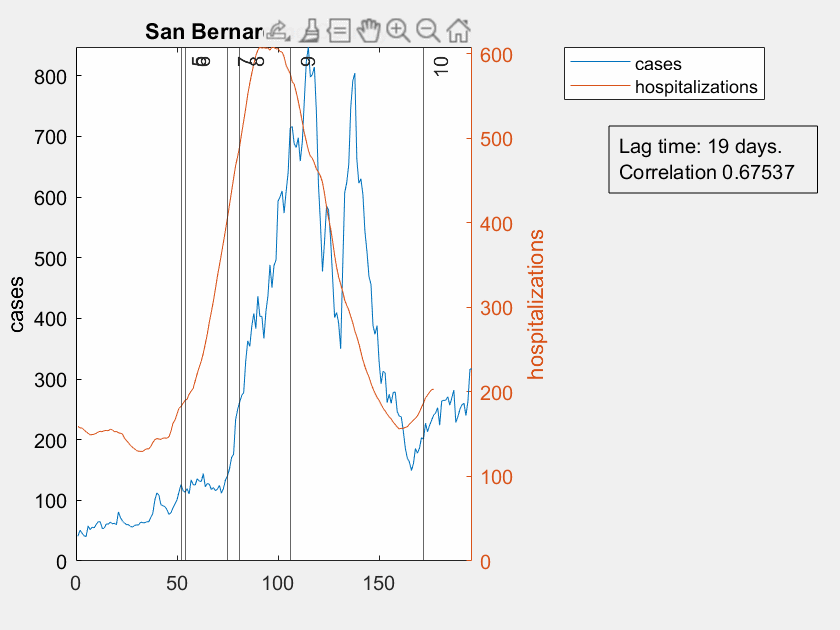 San Bernar
5 6 7 8 9 10
800
700
600
500
400
300
200
100
0
cases
0 50 100 150
600
500
400
300
200
100
0
hospitalizations
cases
hospitalizations
Lag time: 19 days.
Correlation 0.67537